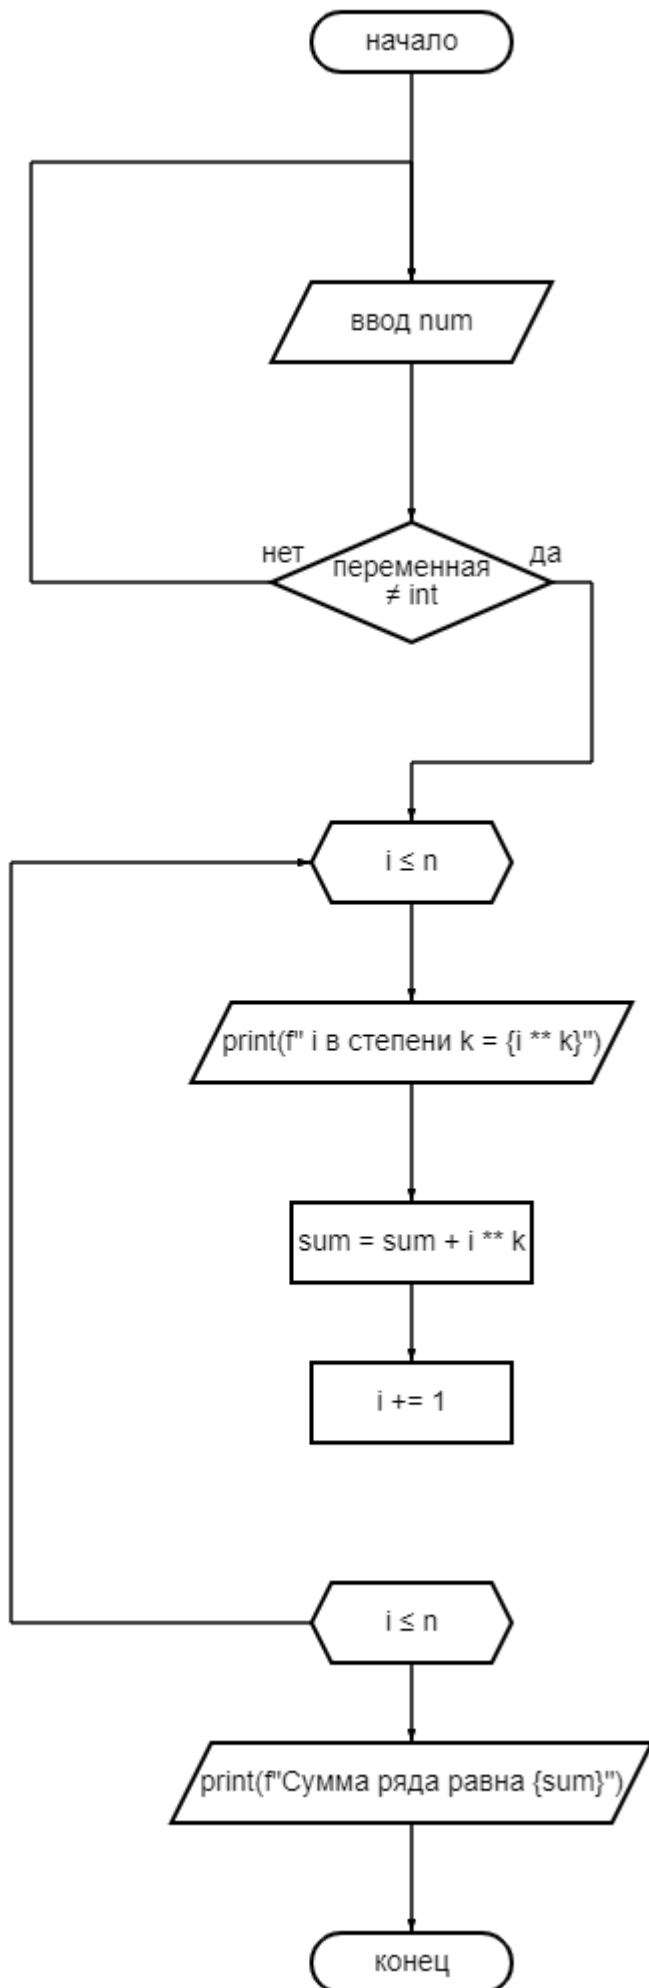 начало
ввод num
нет
да
переменная
≠ int
i ≤ n
print(f" i в степени k = {i ** k}")
sum = sum + i ** k
i += 1
i ≤ n
print(f"Сумма ряда равна {sum}")
конец